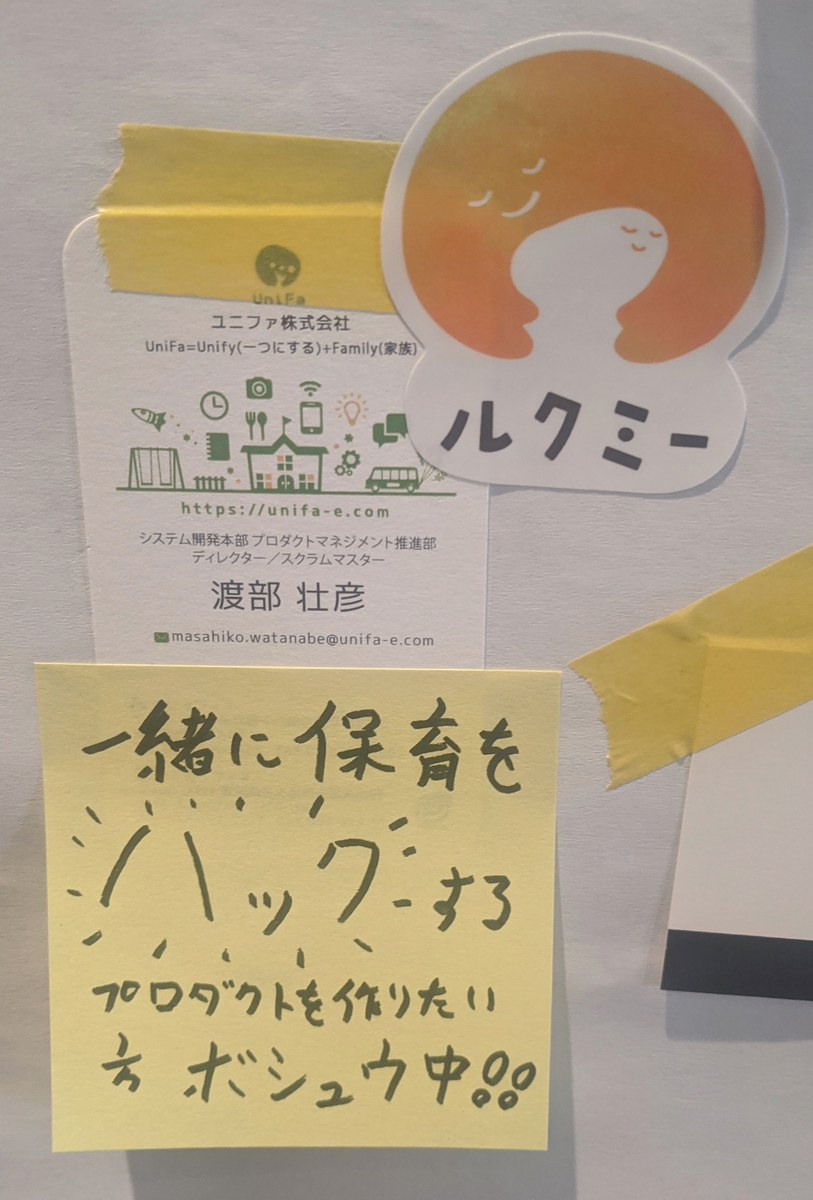 UniFa
ユニファ株式会社
UniFa=Unify(一つにする)+Family(家族)
ルクミー
https://unifa-e.com
システム開発本部 プロダクトマネジメント推進部
ディレクター／スクラムマスター
渡部 壮彦
masahiko.watanabe@unifa-e.com
一緒に保育を
ハックする
プロダクトを作りたい
方 ボシュウ中!!